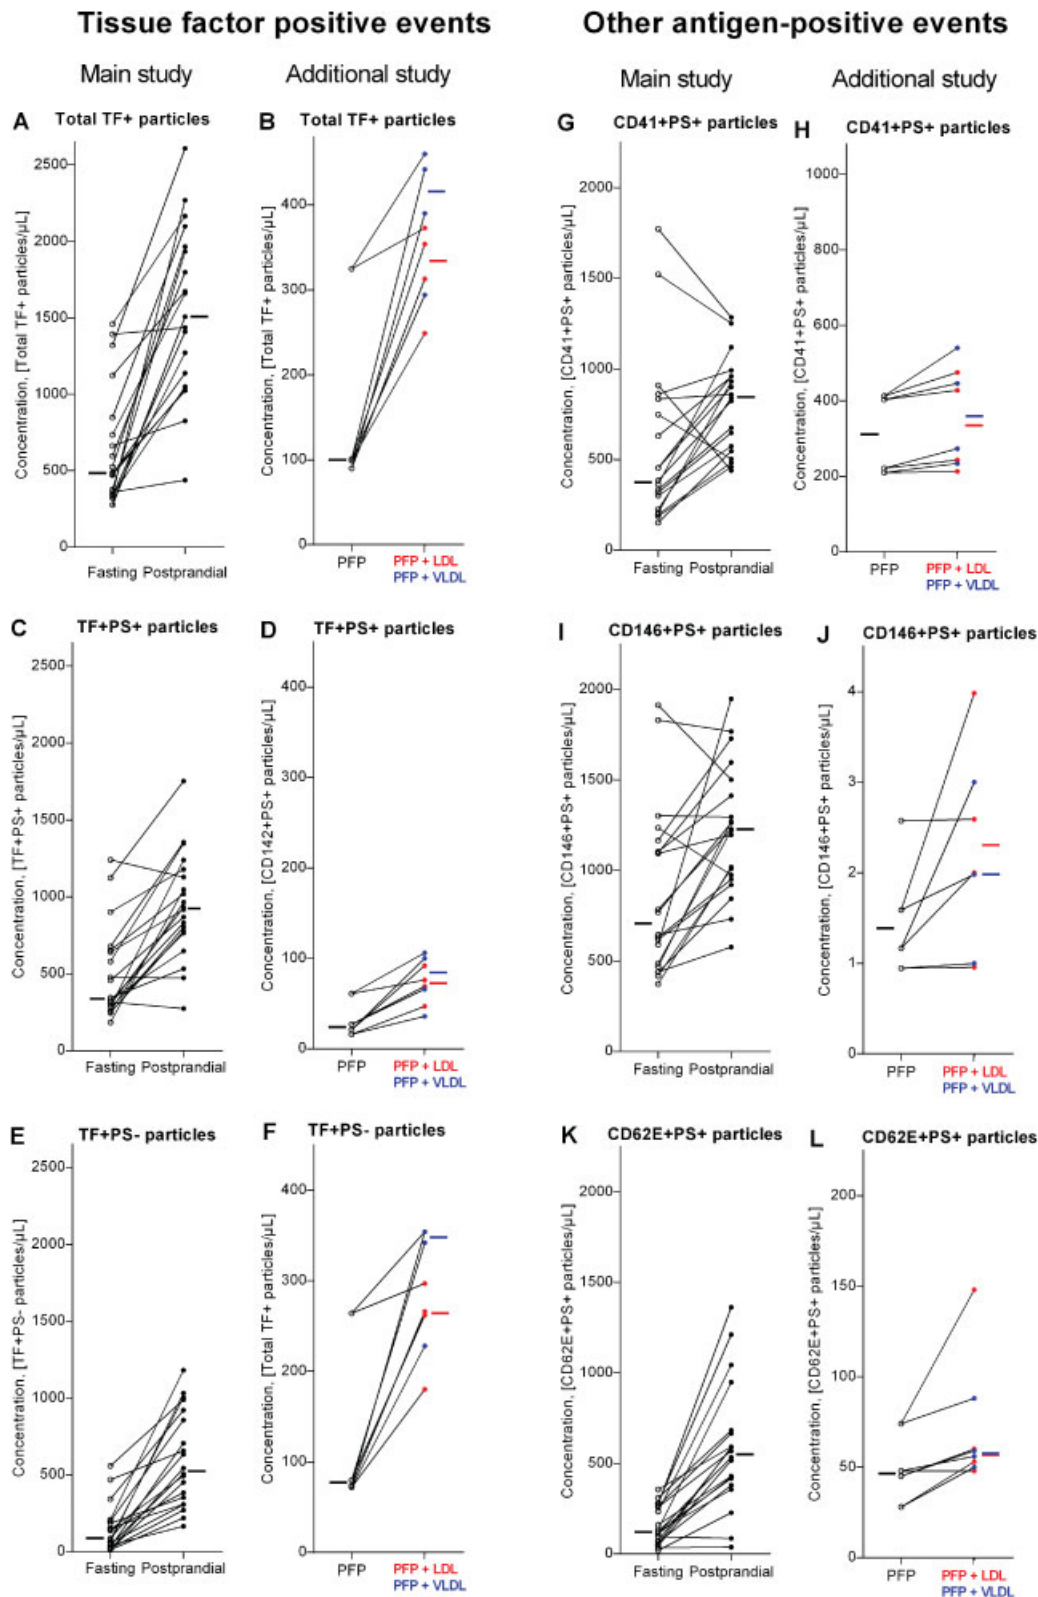 Tissue factor positive events
Other antigen-positive events
Main study
Additional study
Main study
Additional study
A
Total TF+ particles
Concentration, [Total TF+ particles/µL]
2500
2000
1500
1000
500
0
Fasting Postprandial
B
Total TF+ particles
Concentration, [Total TF+ particles/µL]
400
300
200
100
0
PFP
PFP + LDL
PFP + VLDL
G
CD41+PS+ particles
Concentration, [CD41+PS+ particles/µL]
2000
1500
1000
500
0
Fasting Postprandial
H
CD41+PS+ particles
Concentration, [CD41+PS+ particles/µL]
1000
800
600
400
200
0
PFP
PFP + LDL
PFP + VLDL
C
TF+PS+ particles
Concentration, [TF+PS+ particles/µL]
2500
2000
1500
1000
500
0
Fasting Postprandial
D
TF+PS+ particles
Concentration, [CD142+PS+ particles/µL]
400
300
200
100
0
PFP
PFP + LDL
PFP + VLDL
I
CD146+PS+ particles
Concentration, [CD146+PS+ particles/µL]
2000
1500
1000
500
0
Fasting Postprandial
J
CD146+PS+ particles
Concentration, [CD146+PS+ particles/µL]
4
3
2
1
0
PFP
PFP + LDL
PFP + VLDL
E
TF+PS- particles
Concentration, [TF+PS- particles/µL]
2500
2000
1500
1000
500
0
Fasting Postprandial
F
TF+PS- particles
Concentration, [Total TF+ particles/µL]
400
300
200
100
0
PFP
PFP + LDL
PFP + VLDL
K
CD62E+PS+ particles
Concentration, [CD62E+PS+ particles/µL]
2000
1500
1000
500
0
Fasting Postprandial
L
CD62E+PS+ particles
Concentration, [CD62E+PS+ particles/µL]
200
150
100
50
0
PFP
PFP + LDL
PFP + VLDL